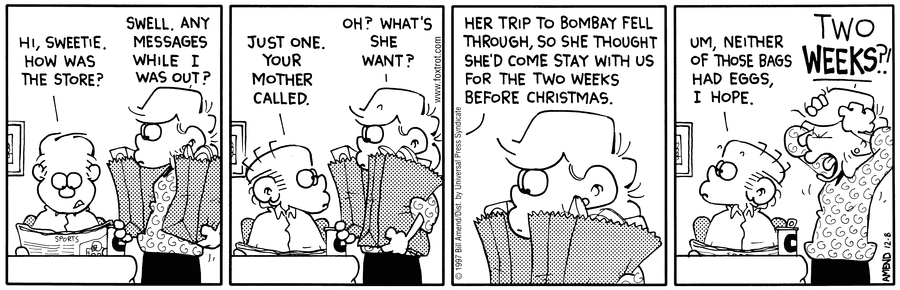 HI, SWEETIE.
HOW WAS
THE STORE?
SWELL. ANY
MESSAGES
WHILE I
WAS OUT?
SPORTS
JUST ONE.
YOUR
MOTHER
CALLED.
OH? WHAT'S
SHE
WANT?
www.foxtrot.com
© 1997 Bill Amend/Dist. by Universal Press Syndicate
HER TRIP TO BOMBAY FELL
THROUGH, SO SHE THOUGHT
SHE'D COME STAY WITH US
FOR THE TWO WEEKS
BEFORE CHRISTMAS.
UM, NEITHER
OF THOSE BAGS
HAD EGGS,
I HOPE.
TWO
WEEKS?!
AMEND 12-8